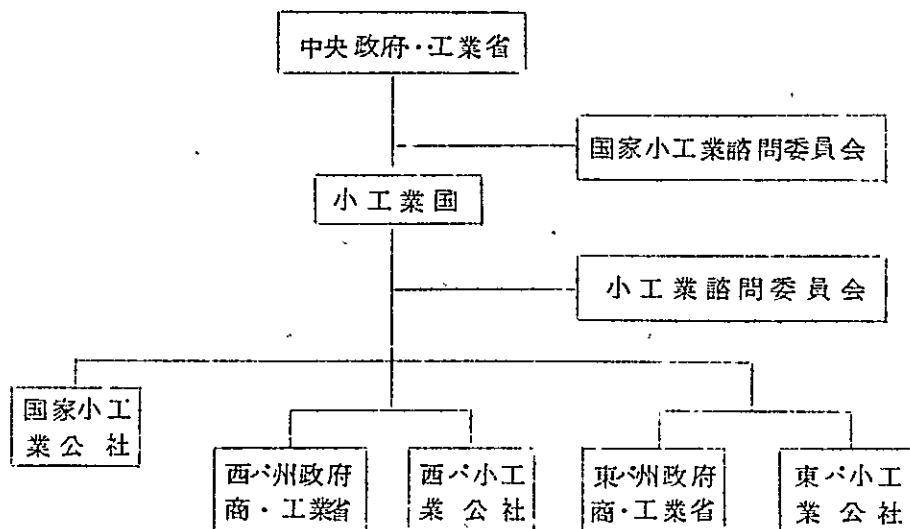 中央政府・・工業省
国家小工業諮問委員会
小工業国
小工業諮問委員会
国家小工
業公社
西パ州政府
商・工業省
西パ小工
業公社
東パ州政府
商・工業省
東パ小工
業公社